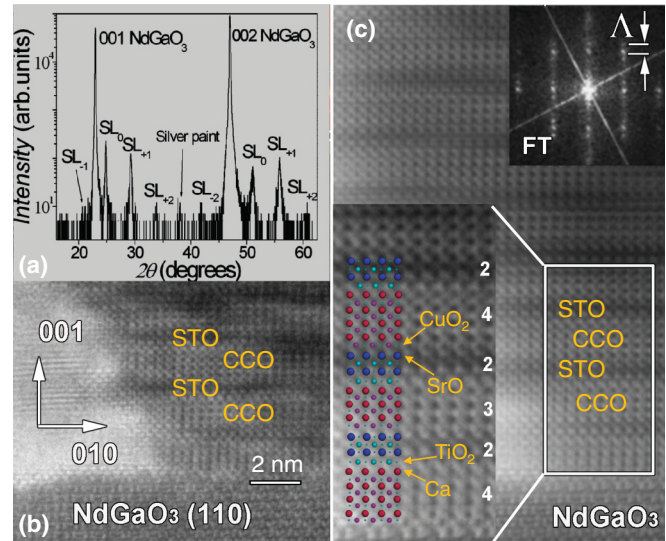 Intensity (arb.units)
10⁴
10¹
001 NdGaO₃
002 NdGaO₃
SL₋₁
SL₀
SL₊₁
Silver paint
SL₊₂
SL₋₂
SL₀
SL₊₁
SL₊₂
20 30 40 50 60
2θ (degrees)
(a)
001
010
STO
CCO
STO
CCO
2 nm
NdGaO₃ (110)
(b)
(c)
Λ
FT
2
4
CuO₂
2
SrO
3
2
TiO₂
Ca
4
STO
CCO
STO
CCO
NdGaO₃